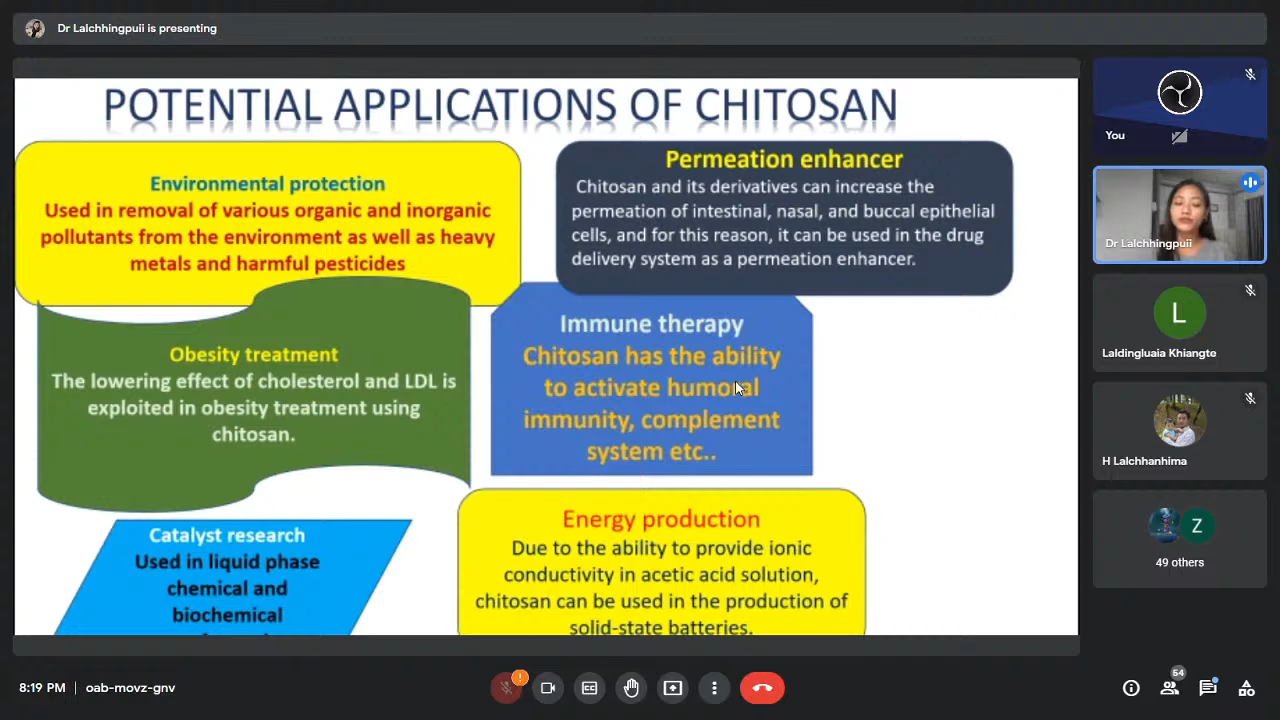 Dr Lalchhingpuii is presenting
POTENTIAL APPLICATIONS OF CHITOSAN
Environmental protection
Used in removal of various organic and inorganic
pollutants from the environment as well as heavy
metals and harmful pesticides
Permeation enhancer
Chitosan and its derivatives can increase the
permeation of intestinal, nasal, and buccal epithelial
cells, and for this reason, it can be used in the drug
delivery system as a permeation enhancer.
Obesity treatment
The lowering effect of cholesterol and LDL is
exploited in obesity treatment using
chitosan.
Immune therapy
Chitosan has the ability
to activate humoral
immunity, complement
system etc..
Catalyst research
Used in liquid phase
chemical and
biochemical
Energy production
Due to the ability to provide ionic
conductivity in acetic acid solution,
chitosan can be used in the production of
solid-state batteries.
You
Dr Lalchhingpuii
L
Laldingluaia Khiangte
H Lalchhanhima
Z
49 others
8:19 PM | oab-movz-gnv
CC
54